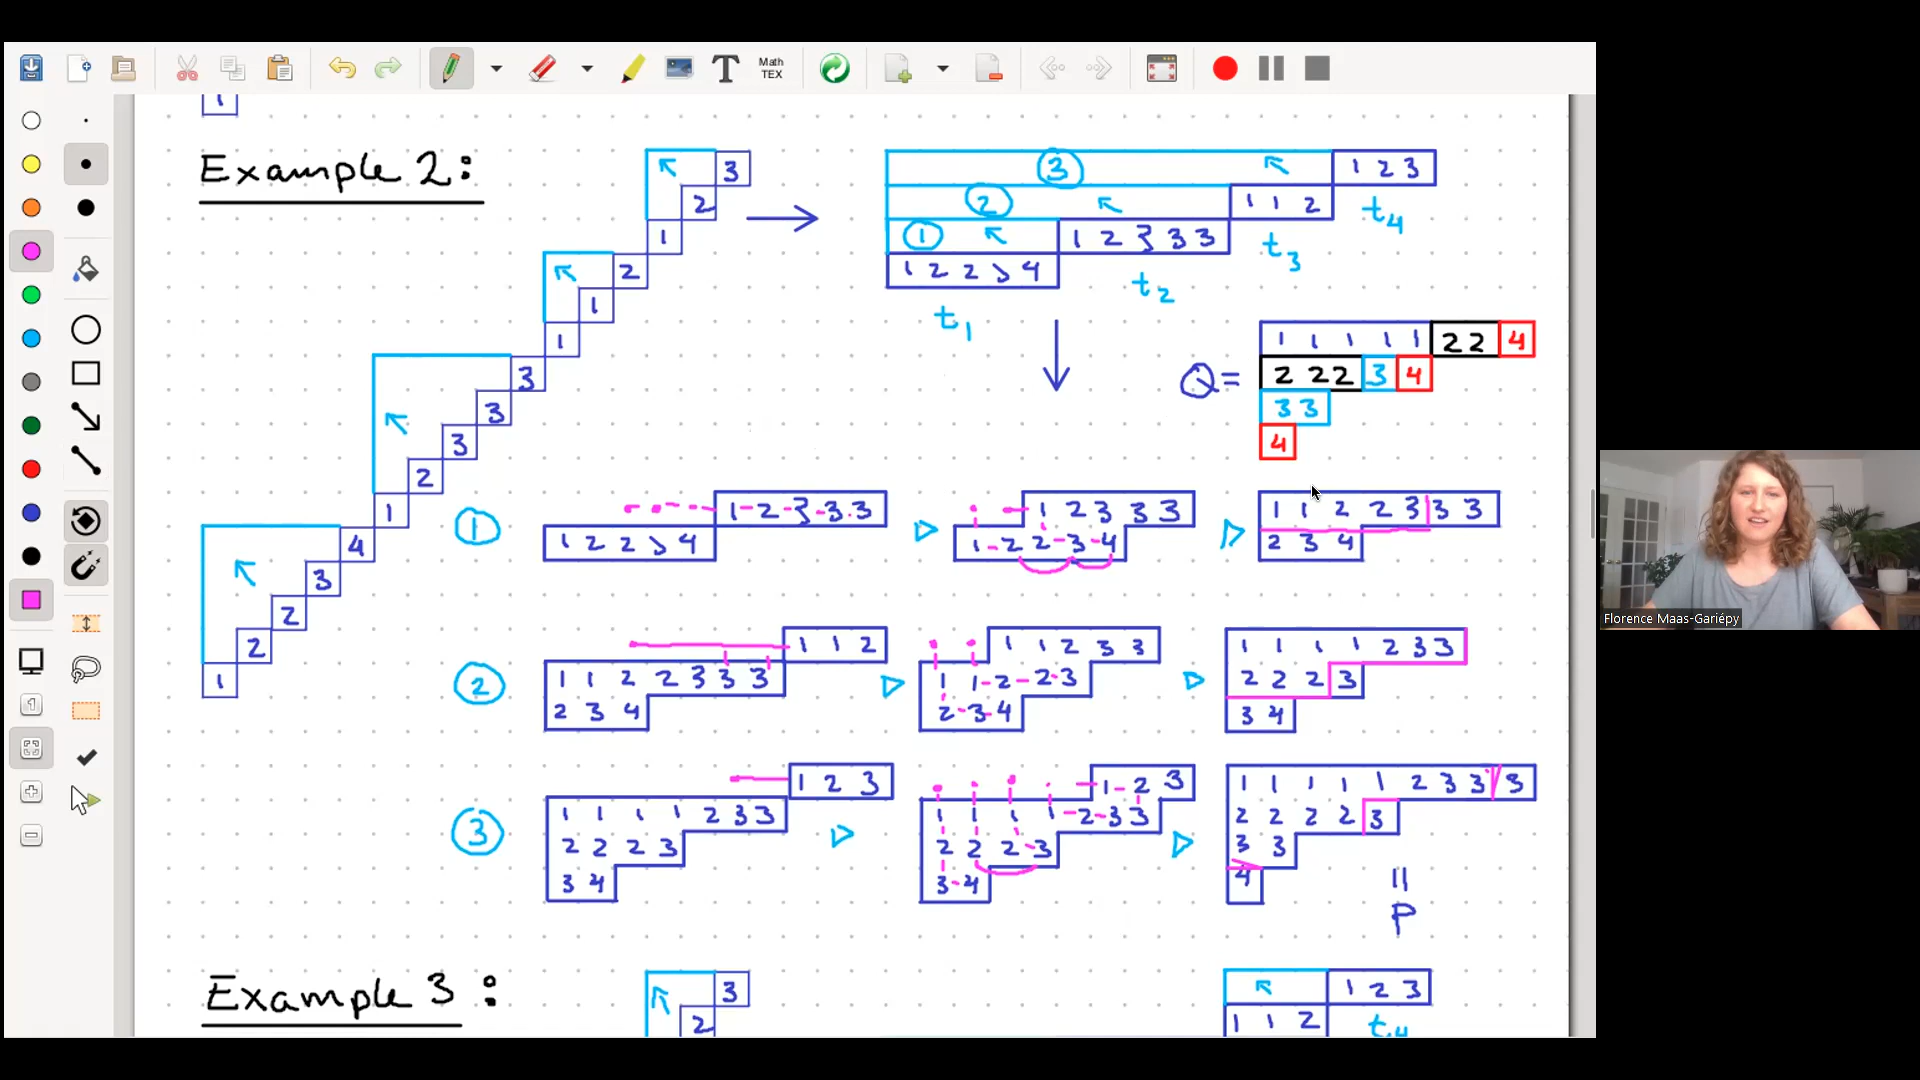 Math
TEX
1
Example 2:
3
2
1
2
1
1
3
3
3
2
1
4
3
2
2
1
3 1 2 3
2 1 1 2 t4
1 1 2 3 3 3 t3
1 2 2 3 4 t2
t1
Q=
1 1 1 1 1 2 2 4
2 2 2 3 4
3 3
4
1
1 2 3 3 3
1 2 2 3 4
1 2 3 3 3
1 2 2 3 4
1 1 2 2 3 3 3
2 3 4
2
1 1 2
1 1 2 2 3 3 3
2 3 4
1 1 2 3 3
1 1 2 2 3
2 3 4
1 1 1 1 2 3 3
2 2 2 3
3 4
3
1 2 3
1 1 1 1 2 3 3
2 2 2 3
3 4
1 2 3
1 1 1 1 2 3 3
2 2 2 3
3 4
1 1 1 1 1 2 3 3 3
2 2 2 2 3
3 3
4
=
P
Example 3:
3
2
1 2 3
1 1 2 t4
Florence Maas-Gariépy